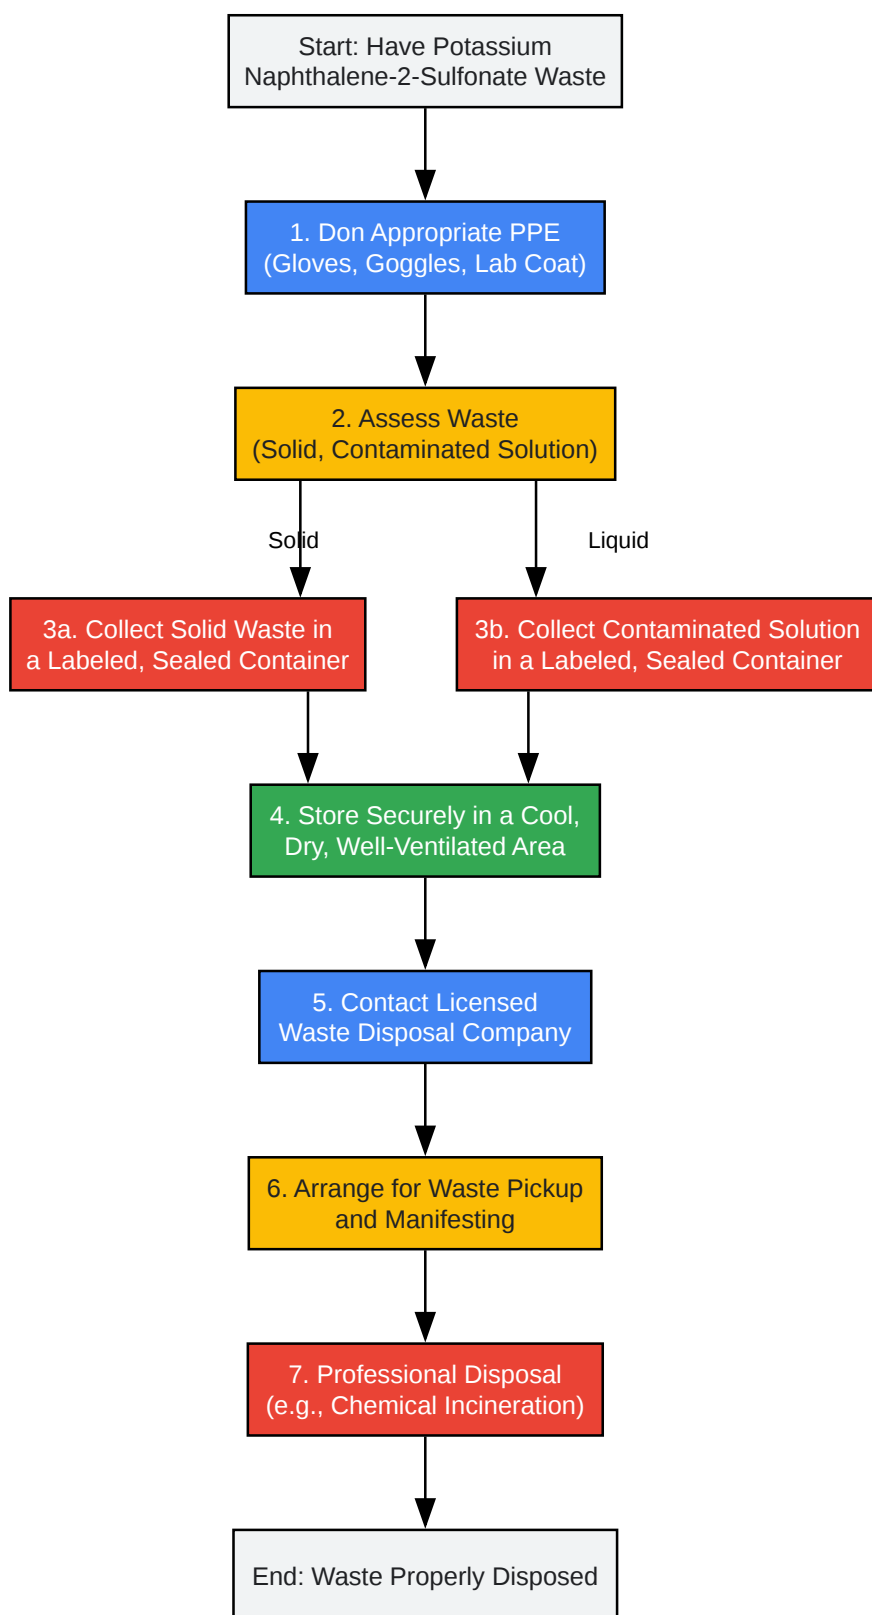 Start: Have Potassium
Naphthalene-2-Sulfonate Waste
1. Don Appropriate PPE
(Gloves, Goggles, Lab Coat)
2. Assess Waste
(Solid, Contaminated Solution)
Solid
Liquid
3a. Collect Solid Waste in
a Labeled, Sealed Container
3b. Collect Contaminated Solution
in a Labeled, Sealed Container
4. Store Securely in a Cool,
Dry, Well-Ventilated Area
5. Contact Licensed
Waste Disposal Company
6. Arrange for Waste Pickup
and Manifesting
7. Professional Disposal
(e.g., Chemical Incineration)
End: Waste Properly Disposed